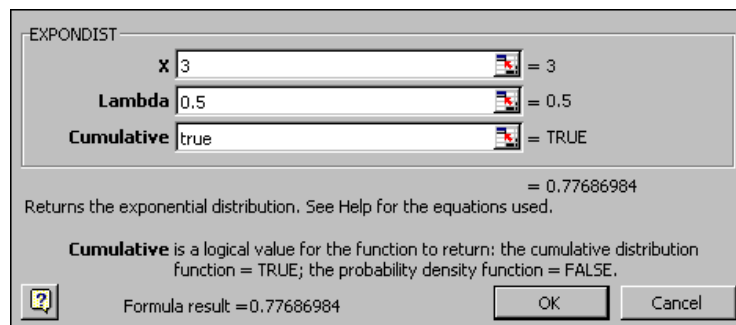 EXPONDIST
X 3 = 3
Lambda 0.5 = 0.5
Cumulative true = TRUE
= 0.77686984
Returns the exponential distribution. See Help for the equations used.
Cumulative is a logical value for the function to return: the cumulative distribution
function = TRUE; the probability density function = FALSE.
? Formula result =0.77686984 OK Cancel